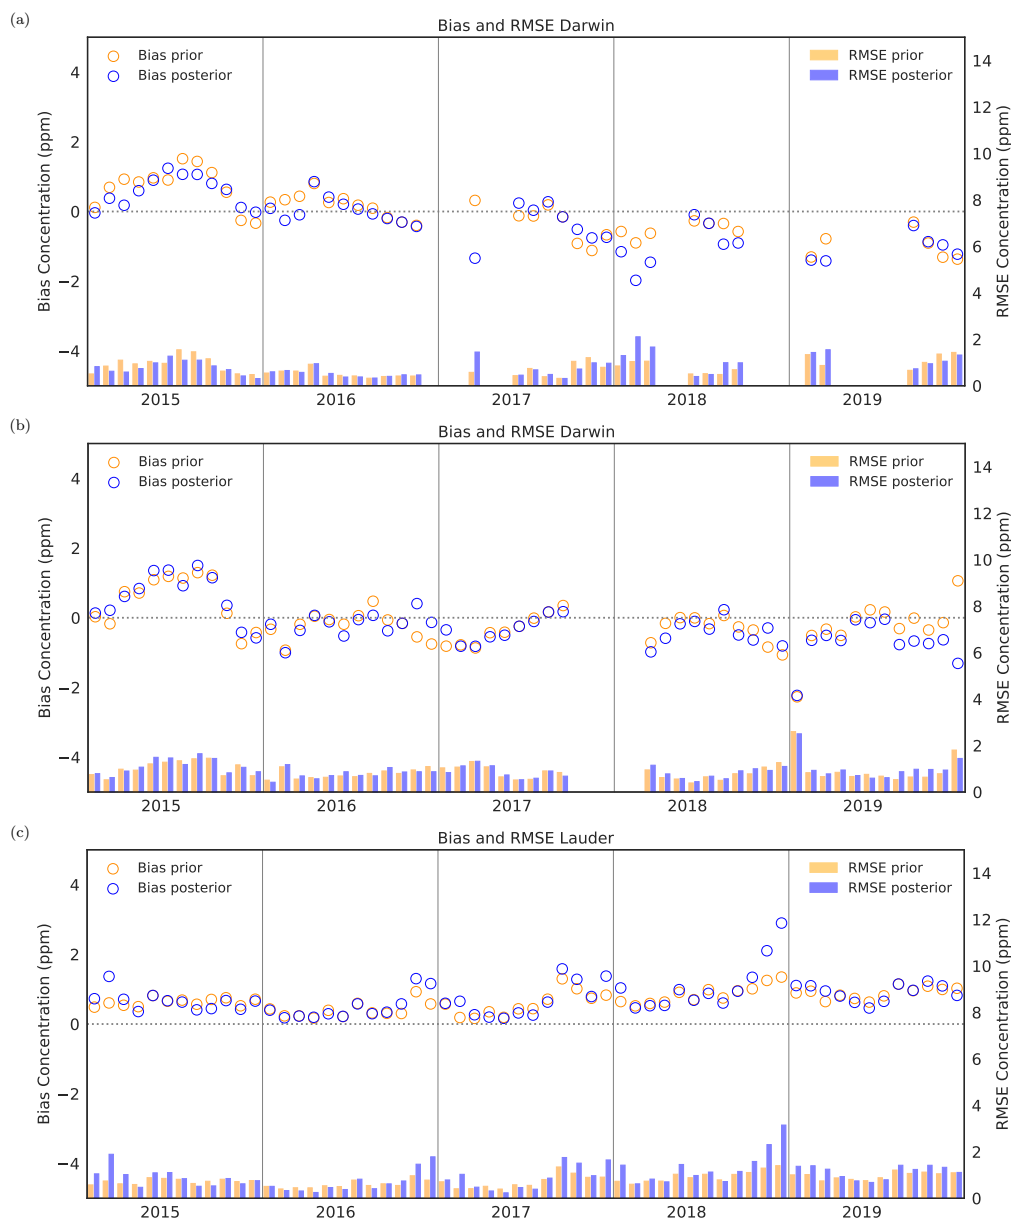 (a)
Bias and RMSE Darwin
Bias prior
Bias posterior
RMSE prior
RMSE posterior
Bias Concentration (ppm)
4
2
0
−2
−4
RMSE Concentration (ppm)
14
12
10
8
6
4
2
0
2015 2016 2017 2018 2019
(b)
Bias and RMSE Darwin
Bias prior
Bias posterior
RMSE prior
RMSE posterior
Bias Concentration (ppm)
4
2
0
−2
−4
RMSE Concentration (ppm)
14
12
10
8
6
4
2
0
2015 2016 2017 2018 2019
(c)
Bias and RMSE Lauder
Bias prior
Bias posterior
RMSE prior
RMSE posterior
Bias Concentration (ppm)
4
2
0
−2
−4
RMSE Concentration (ppm)
14
12
10
8
6
4
2
0
2015 2016 2017 2018 2019